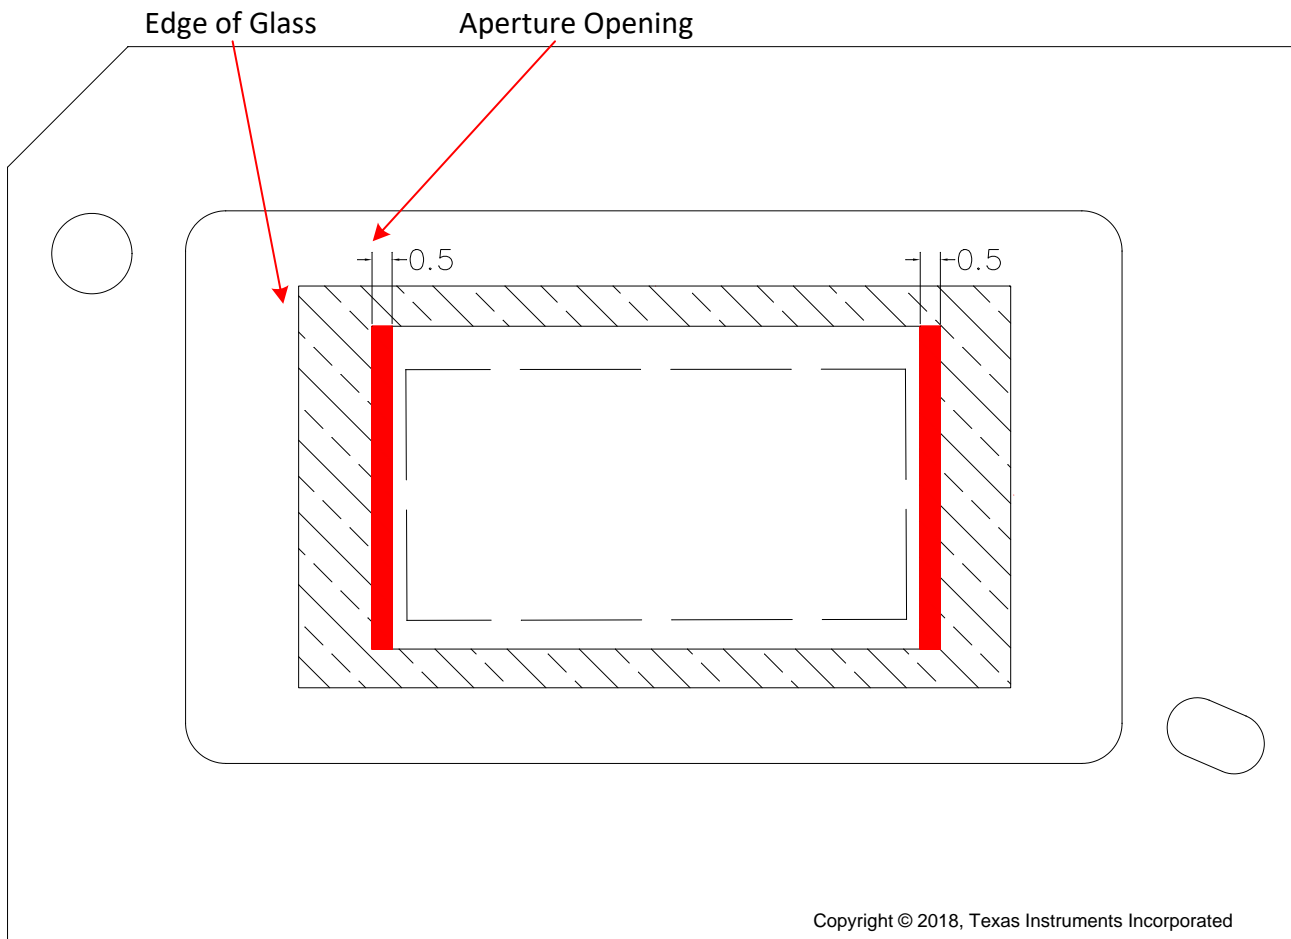 Edge of Glass
Aperture Opening
0.5
0.5
Copyright © 2018, Texas Instruments Incorporated